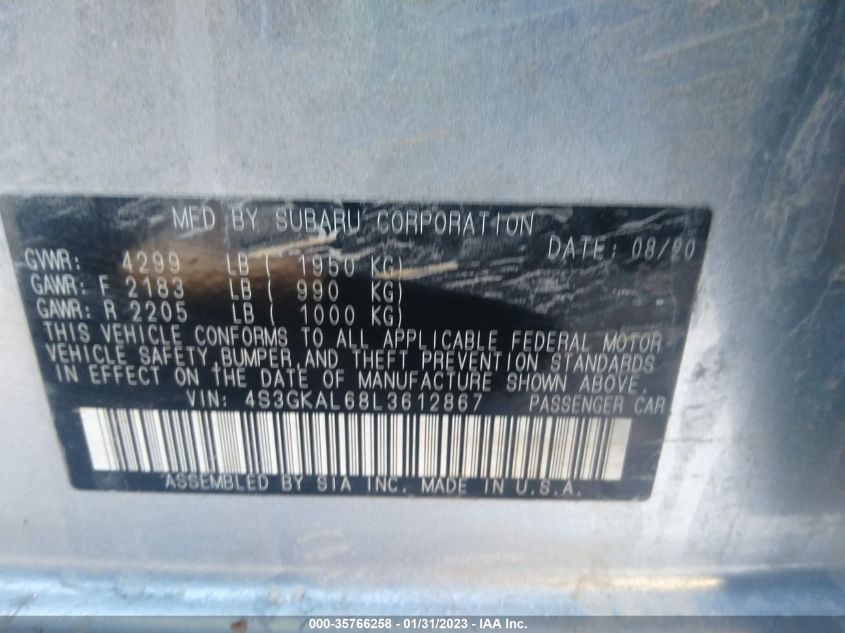 MFD BY SUBARU CORPORATION
DATE: 08/20
GVWR: 4299 LB ( 1950 KG)
GAWR: F 2183 LB ( 990 KG)
GAWR: R 2205 LB ( 1000 KG)
THIS VEHICLE CONFORMS TO ALL APPLICABLE FEDERAL MOTOR
VEHICLE SAFETY, BUMPER, AND THEFT PREVENTION STANDARDS
IN EFFECT ON THE DATE OF MANUFACTURE SHOWN ABOVE.
VIN: 4S3GKAL68L3612867 PASSENGER CAR
ASSEMBLED BY SIA INC. MADE IN U.S.A.
000-35766258 - 01/31/2023 - © IAA Inc.